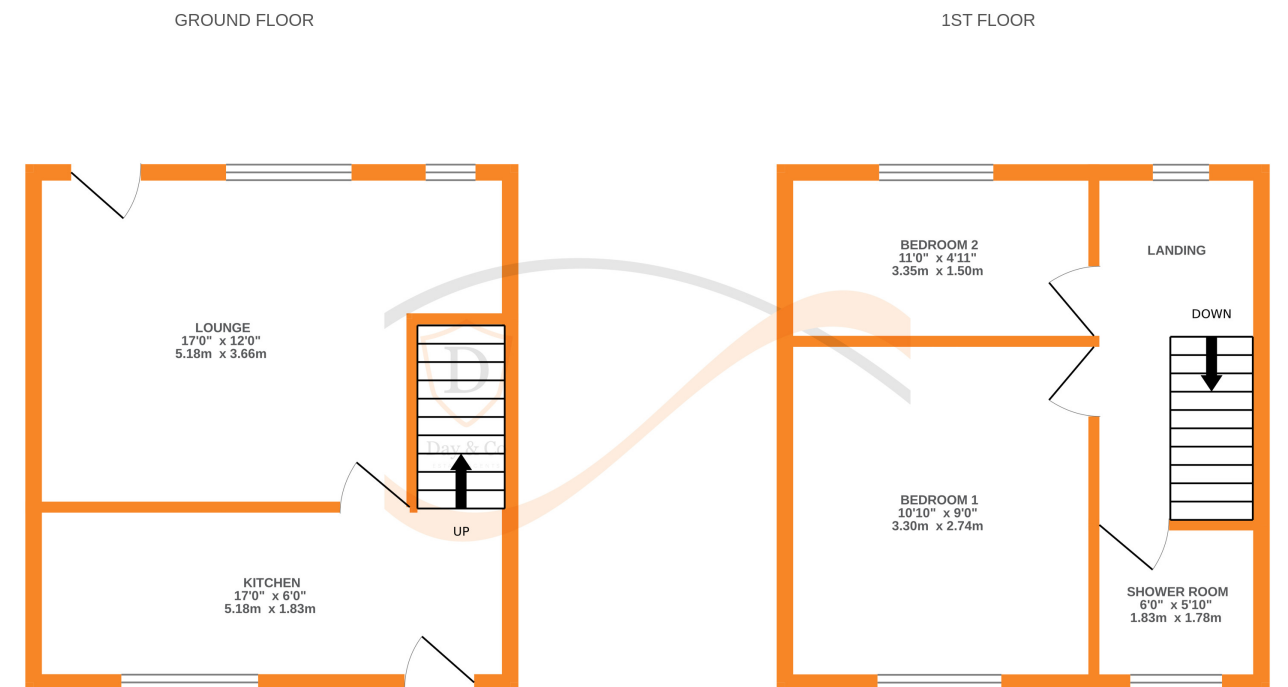 GROUND FLOOR
1ST FLOOR
LOUNGE
17'0" x 12'0"
5.18m x 3.66m
D
Day & Co
UP
KITCHEN
17'0" x 6'0"
5.18m x 1.83m
BEDROOM 2
11'0" x 4'11"
3.35m x 1.50m
LANDING
DOWN
BEDROOM 1
10'10" x 9'0"
3.30m x 2.74m
SHOWER ROOM
6'0" x 5'10"
1.83m x 1.78m